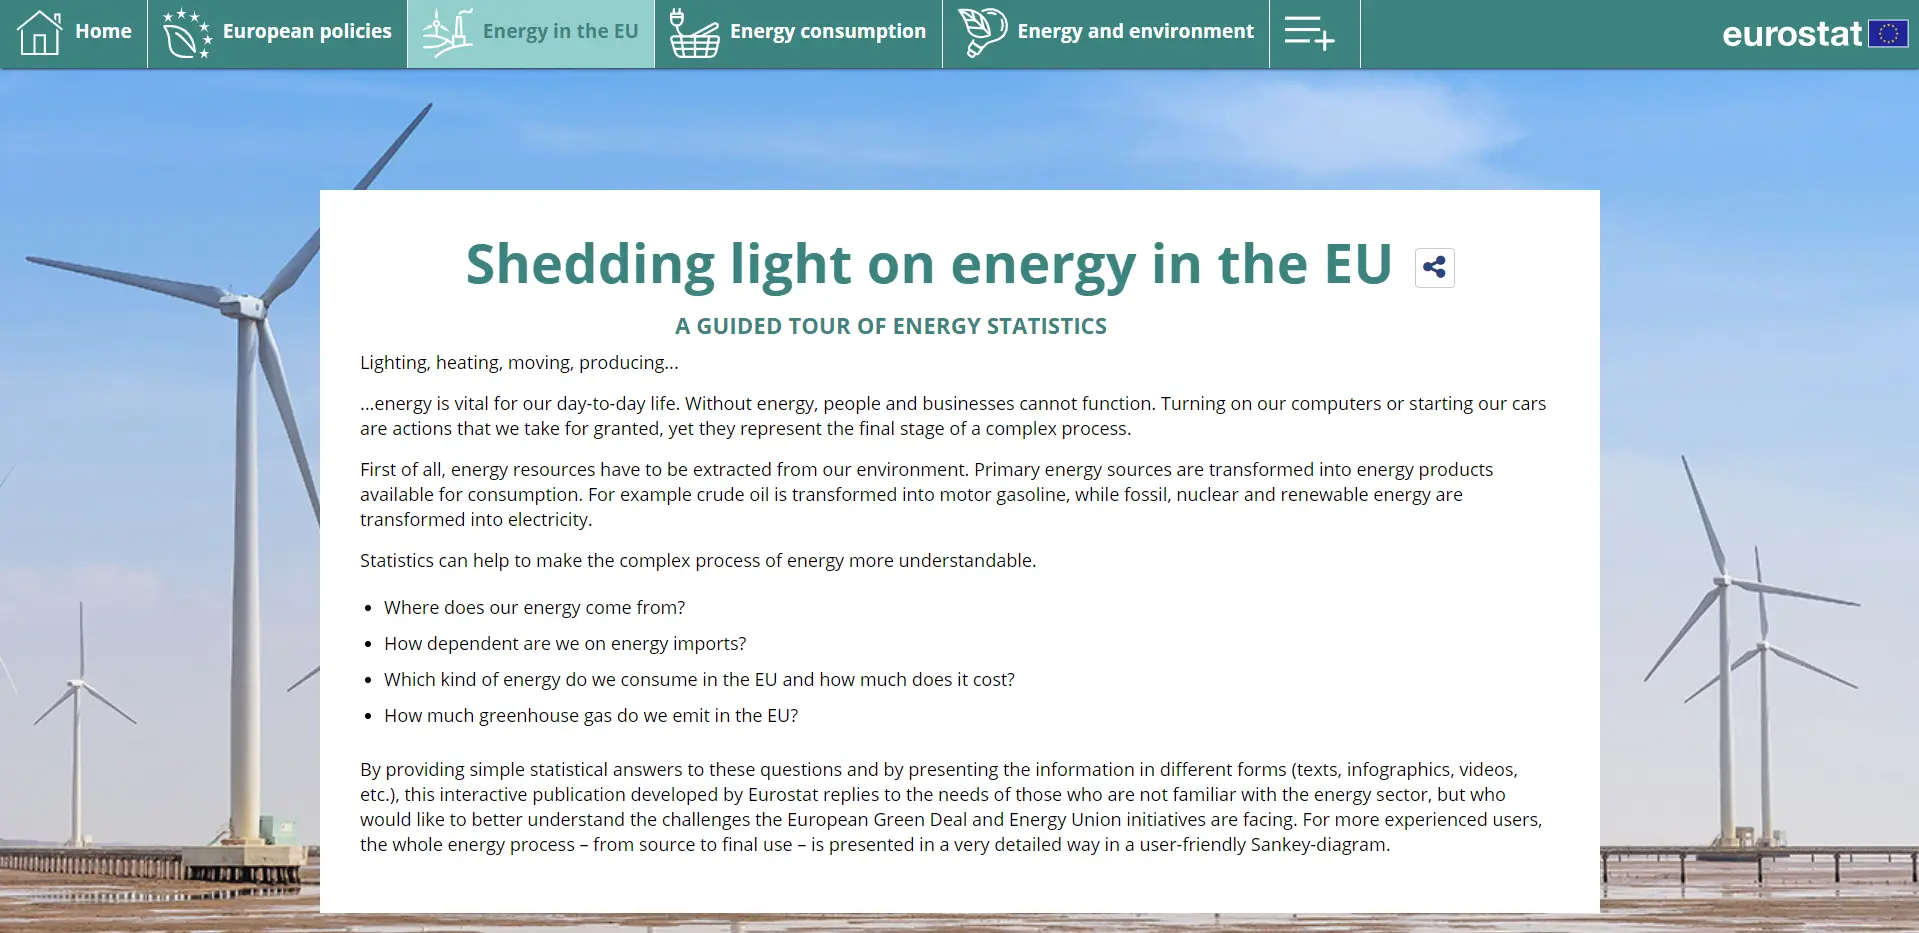 Home
European policies
Energy in the EU
Energy consumption
Energy and environment
eurostat
Shedding light on energy in the EU
A GUIDED TOUR OF ENERGY STATISTICS
Lighting, heating, moving, producing...
...energy is vital for our day-to-day life. Without energy, people and businesses cannot function. Turning on our computers or starting our cars
are actions that we take for granted, yet they represent the final stage of a complex process.
First of all, energy resources have to be extracted from our environment. Primary energy sources are transformed into energy products
available for consumption. For example crude oil is transformed into motor gasoline, while fossil, nuclear and renewable energy are
transformed into electricity.
Statistics can help to make the complex process of energy more understandable.
• Where does our energy come from?
• How dependent are we on energy imports?
• Which kind of energy do we consume in the EU and how much does it cost?
• How much greenhouse gas do we emit in the EU?
By providing simple statistical answers to these questions and by presenting the information in different forms (texts, infographics, videos,
etc.), this interactive publication developed by Eurostat replies to the needs of those who are not familiar with the energy sector, but who
would like to better understand the challenges the European Green Deal and Energy Union initiatives are facing. For more experienced users,
the whole energy process – from source to final use – is presented in a very detailed way in a user-friendly Sankey-diagram.